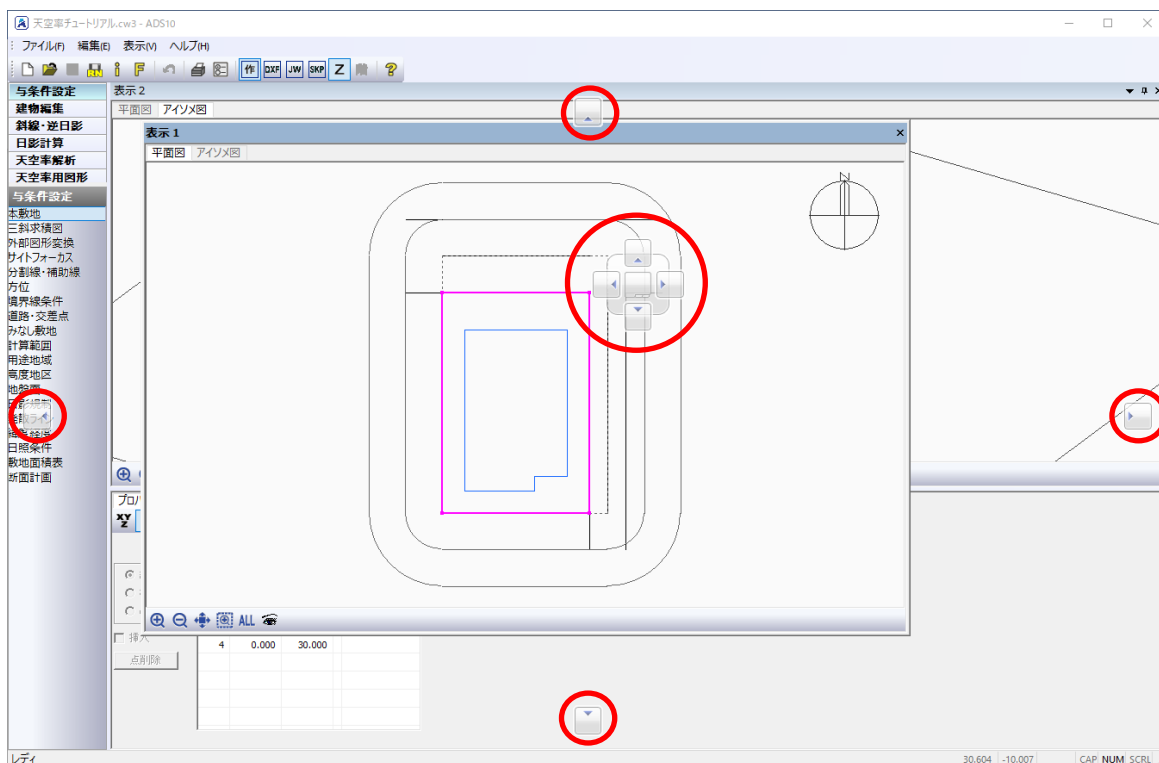 天空率チュートリアル.cw3 - ADS10
ファイル(F) 編集(E) 表示(V) ヘルプ(H)
作 DXF JW SKP Z
与条件設定
建物編集
斜線・逆日影
日影計算
天空率解析
天空率用図形
与条件設定
本敷地
三斜求積図
外部図形変換
サイトフォーカス
分割線・補助線
方位
境界線条件
道路・交差点
みなし敷地
計算範囲
用途地域
高度地区
日照条件
敷地面積表
断面計画
表示 2
平面図 アイソメ図
表示 1
平面図 アイソメ図
N
ALL
XY
Z
挿入
点削除
4 0.000 30.000
レディ
30.604 -10.007 CAP NUM SCRL